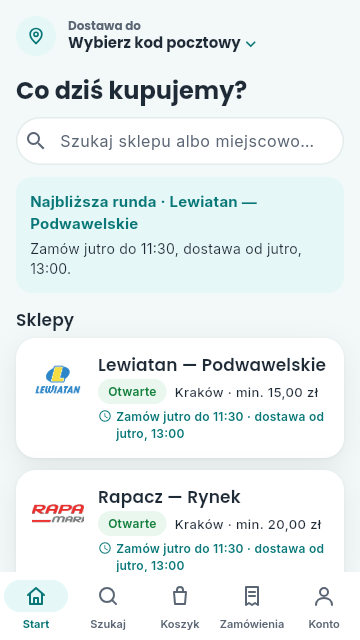 Dostawa do
Wybierz kod pocztowy
Co dziś kupujemy?
Szukaj sklepu albo miejscowo...
Najbliższa runda · Lewiatan —
Podwawelskie
Zamów jutro do 11:30, dostawa od jutro,
13:00.
Sklepy
LEWIATAN
Lewiatan — Podwawelskie
Otwarte
Kraków · min. 15,00 zł
Zamów jutro do 11:30 · dostawa od
jutro, 13:00
RAPA
MARKE
Rapacz — Rynek
Otwarte
Kraków · min. 20,00 zł
Zamów jutro do 11:30 · dostawa od
jutro, 13:00
Start
Szukaj
Koszyk
Zamówienia
Konto